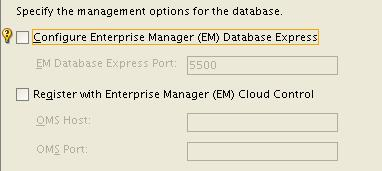 Specify the management options for the database.
Configure Enterprise Manager (EM) Database Express
EM Database Express Port: 5500
Register with Enterprise Manager (EM) Cloud Control
OMS Host:
OMS Port: